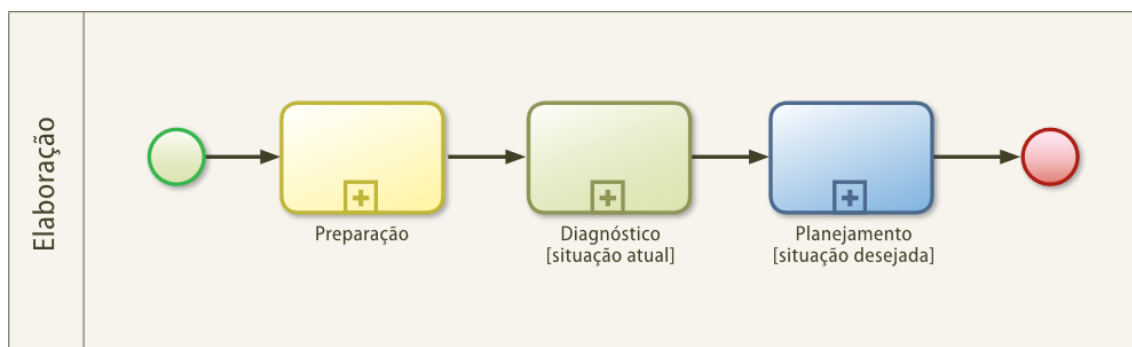 Elaboração
Preparação
Diagnóstico
[situação atual]
Planejamento
[situação desejada]